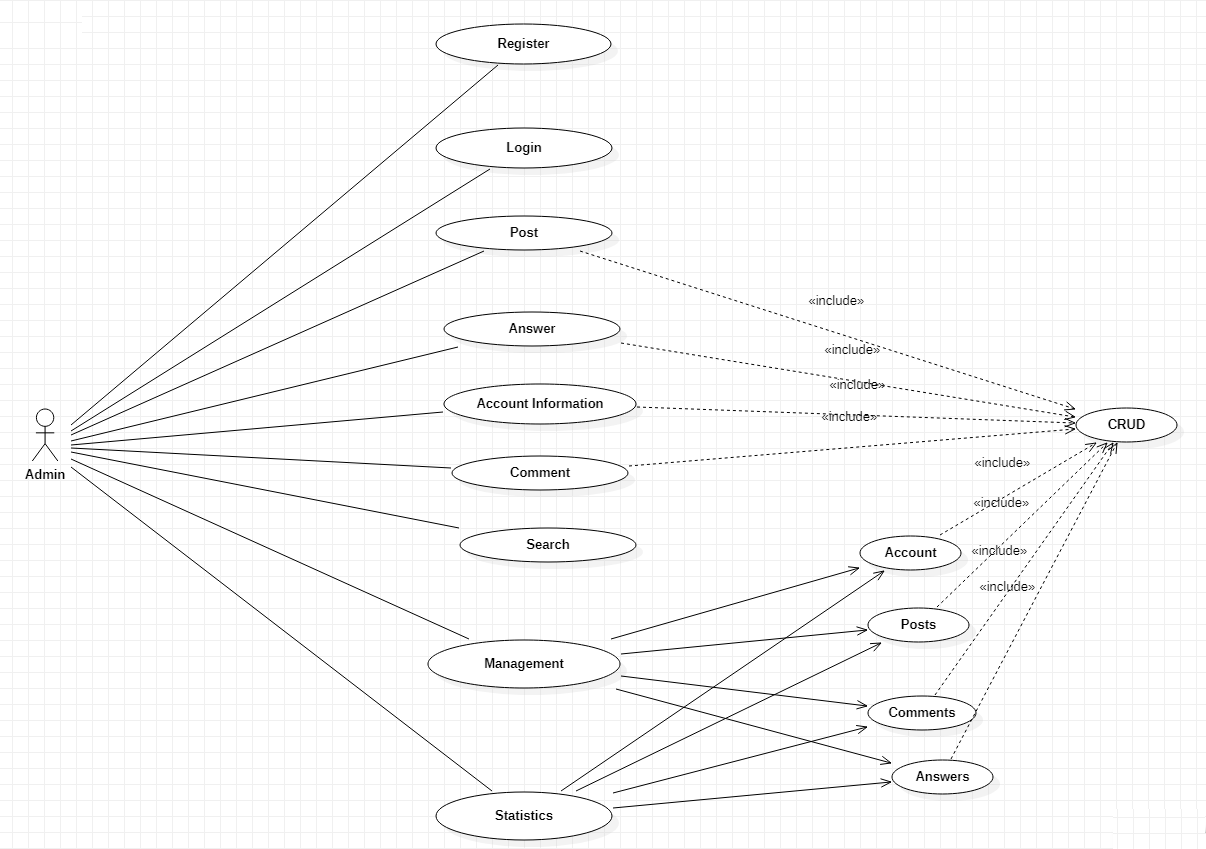 Register
Login
Post
«include»
Answer
«include»
«include»
Account Information
«include»
CRUD
Admin
Comment
«include»
«include»
Search
Account
«include»
«include»
Posts
Management
Comments
Answers
Statistics